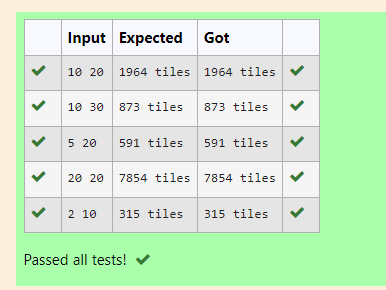 Input Expected Got
10 20 1964 tiles 1964 tiles
10 30 873 tiles 873 tiles
5 20 591 tiles 591 tiles
20 20 7854 tiles 7854 tiles
2 10 315 tiles 315 tiles
Passed all tests!